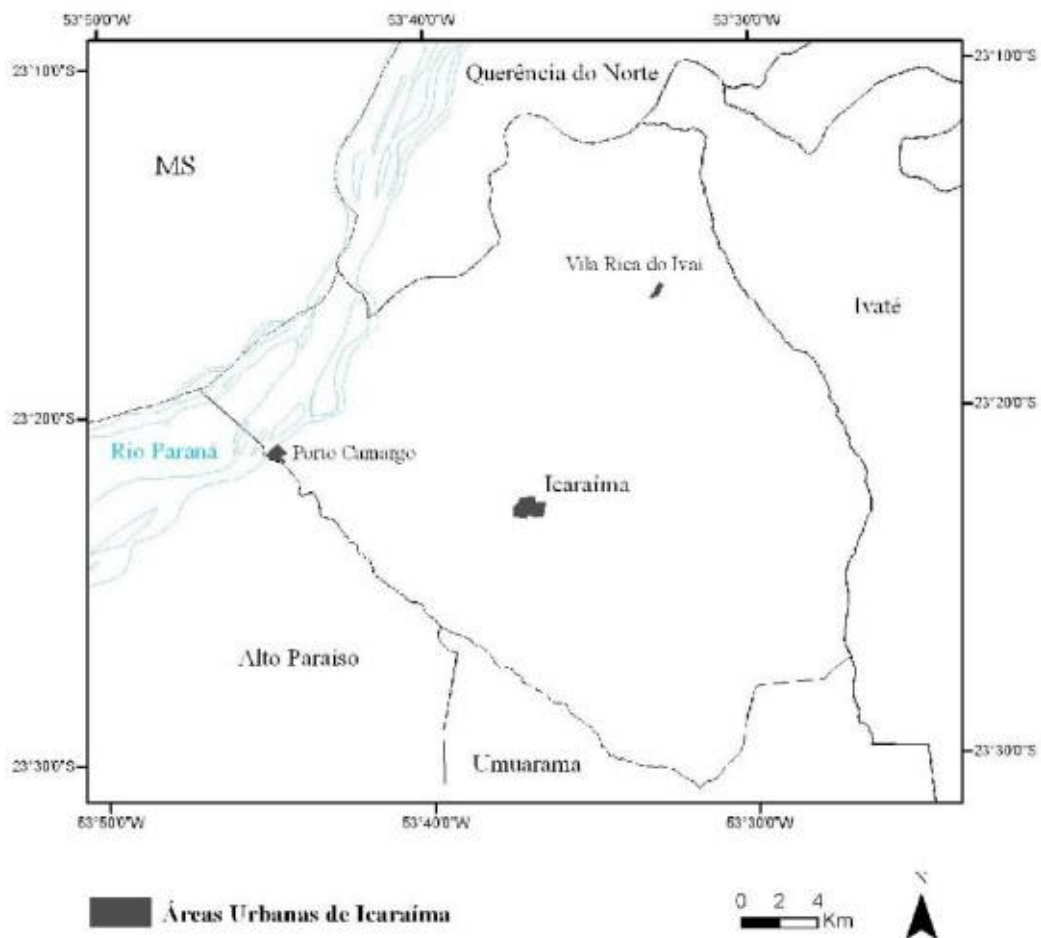 53°50'0"W 53°40'0"W 53°30'0"W
23°10'0"S 23°10'0"S
Querência do Norte
MS
Vila Rica do Ivaí
Ivaté
23°20'0"S 23°20'0"S
Rio Paraná
Porto Camargo
Icaraíma
Alto Paraíso
Umuarama
23°30'0"S 23°30'0"S
53°50'0"W 53°40'0"W 53°30'0"W
N
0 2 4
Km
Áreas Urbanas de Icaraíma